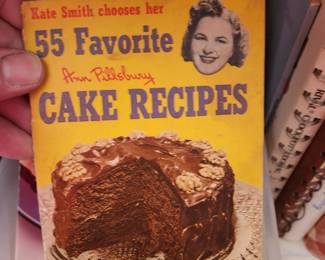 Kate Smith chooses her
55 Favorite
Ann Pillsbury
CAKE RECIPES